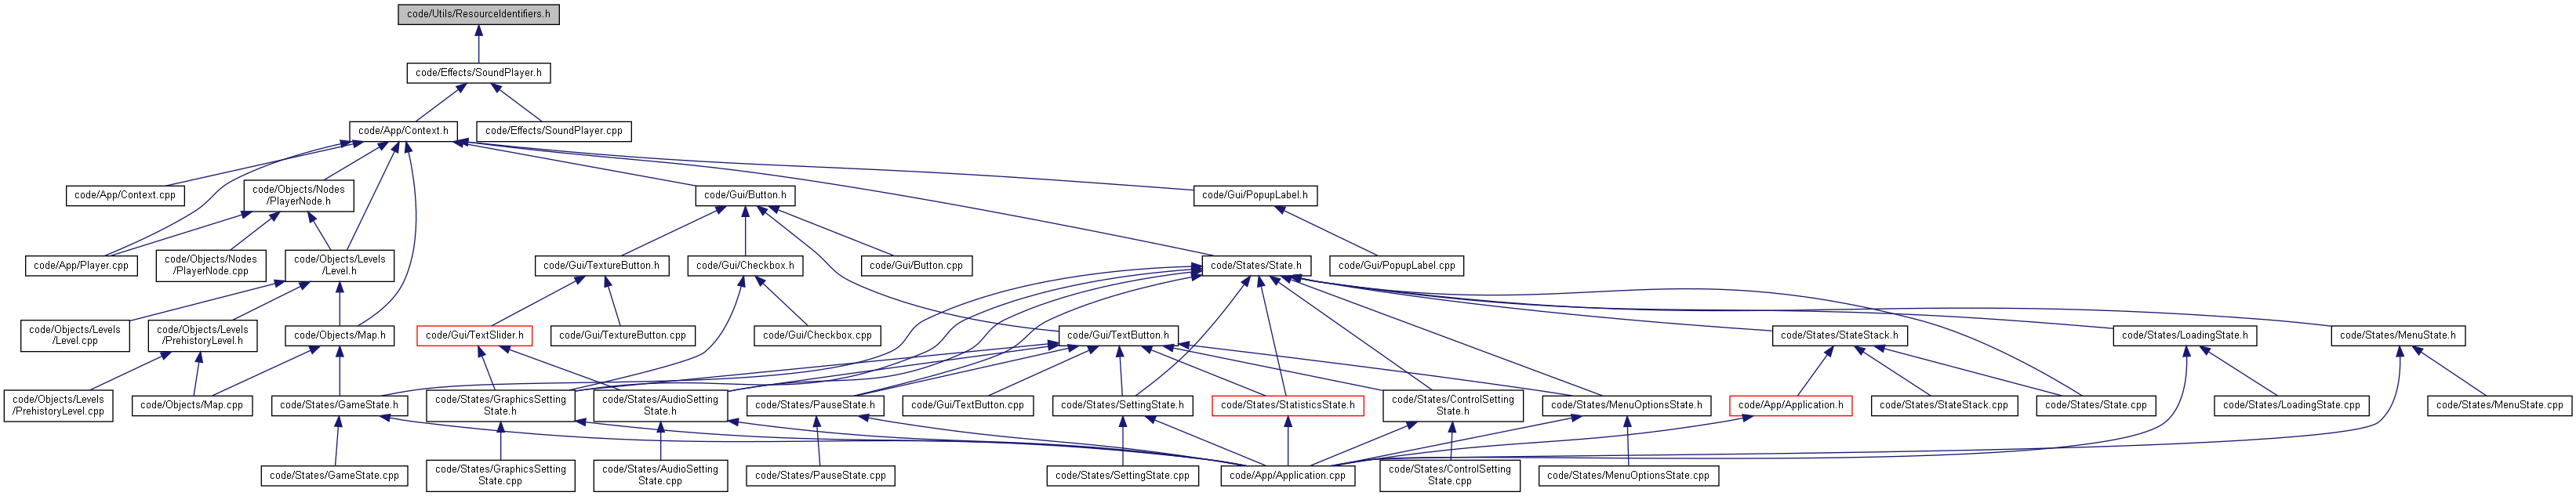 code/Utils/ResourceIdentifiers.h
code/Effects/SoundPlayer.h
code/App/Context.h
code/Effects/SoundPlayer.cpp
code/App/Context.cpp
code/Objects/Nodes
/PlayerNode.h
code/Gui/Button.h
code/Gui/PopupLabel.h
code/App/Player.cpp
code/Objects/Nodes
/PlayerNode.cpp
code/Objects/Levels
/Level.h
code/Gui/TextureButton.h
code/Gui/Checkbox.h
code/Gui/Button.cpp
code/States/State.h
code/Gui/PopupLabel.cpp
code/Objects/Levels
/Level.cpp
code/Objects/Levels
/PrehistoryLevel.h
code/Objects/Map.h
code/Gui/TextSlider.h
code/Gui/TextureButton.cpp
code/Gui/Checkbox.cpp
code/Gui/TextButton.h
code/States/StateStack.h
code/States/LoadingState.h
code/States/MenuState.h
code/Objects/Levels
/PrehistoryLevel.cpp
code/Objects/Map.cpp
code/States/GameState.h
code/States/GraphicsSetting
State.h
code/States/AudioSetting
State.h
code/States/PauseState.h
code/Gui/TextButton.cpp
code/States/SettingState.h
code/States/StatisticsState.h
code/States/ControlSetting
State.h
code/States/MenuOptionsState.h
code/App/Application.h
code/States/StateStack.cpp
code/States/State.cpp
code/States/LoadingState.cpp
code/States/MenuState.cpp
code/States/GameState.cpp
code/States/GraphicsSetting
State.cpp
code/States/AudioSetting
State.cpp
code/States/PauseState.cpp
code/States/SettingState.cpp
code/App/Application.cpp
code/States/ControlSetting
State.cpp
code/States/MenuOptionsState.cpp